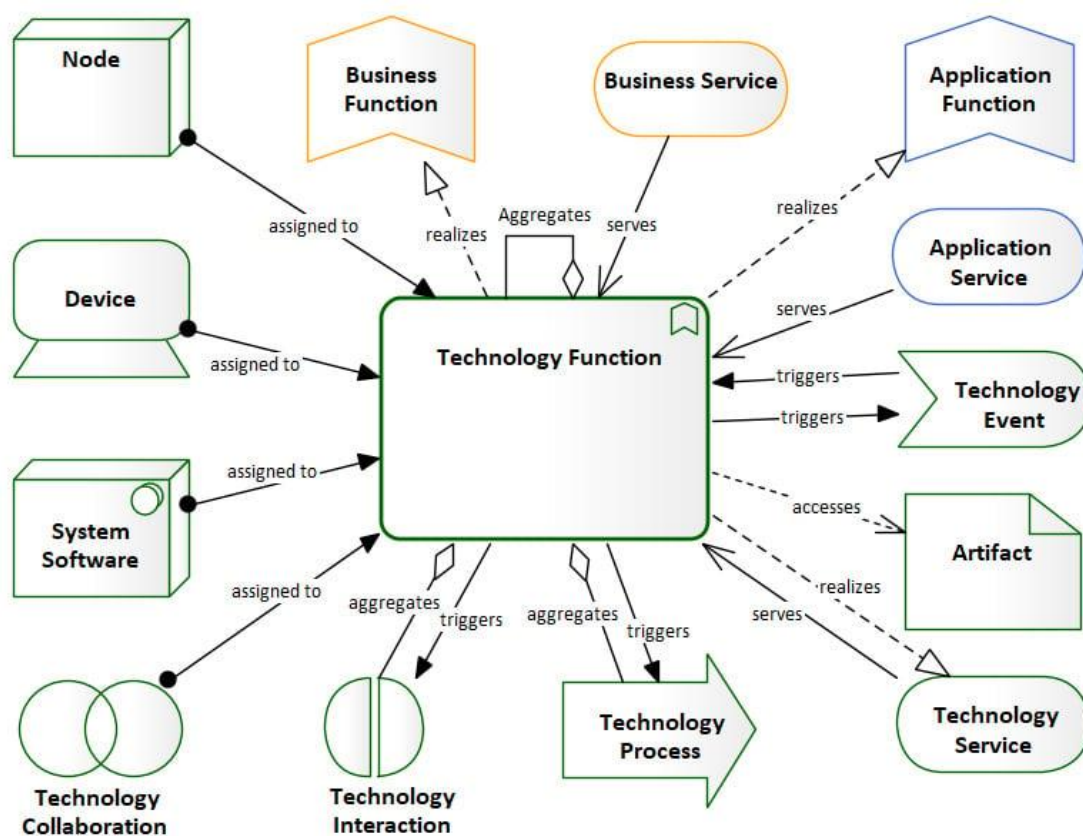 Node
Business
Function
Business Service
Application
Function
assigned to
realizes
Aggregates
serves
realizes
Device
Application
Service
assigned to
serves
Technology Function
triggers
triggers
Technology
Event
System
Software
assigned to
accesses
Artifact
assigned to
aggregates
triggers
aggregates
triggers
realizes
serves
Technology
Collaboration
Technology
Interaction
Technology
Process
Technology
Service